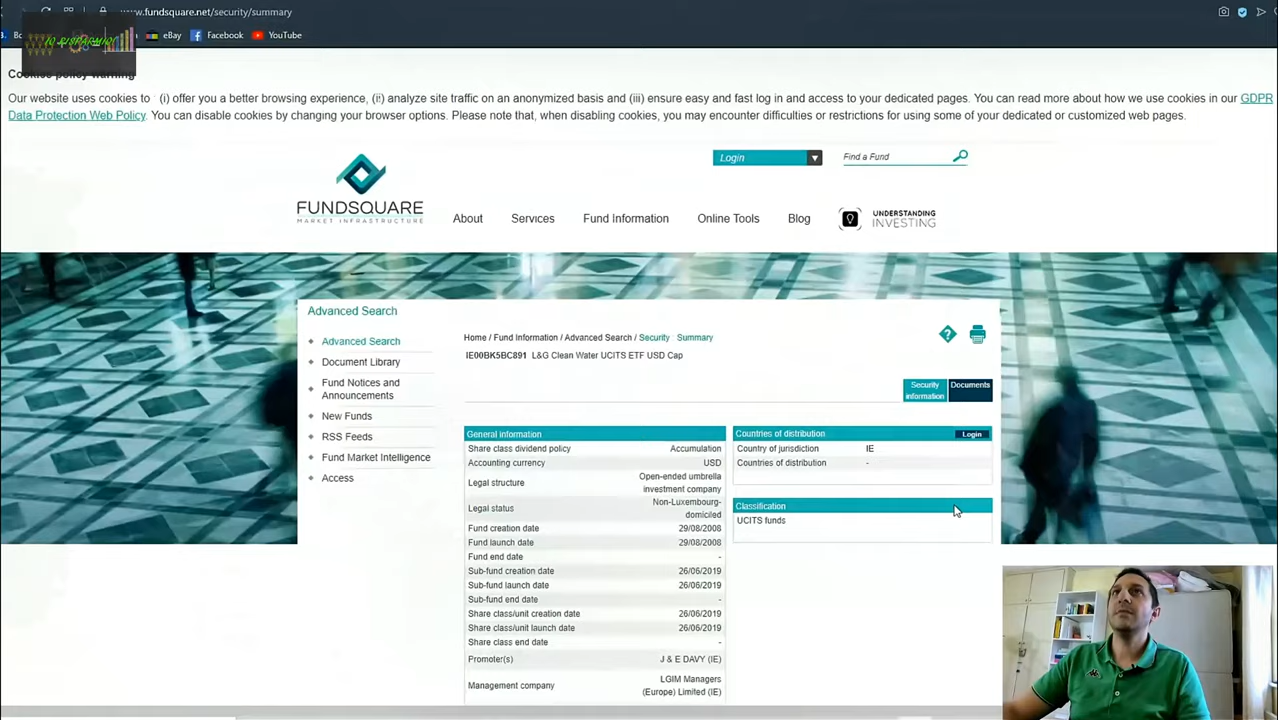 www.fundsquare.net/security/summary
eBay
Facebook
YouTube
IO RISPARMIO!
Cookies policy warning
Our website uses cookies to (i) offer you a better browsing experience, (ii) analyze site traffic on an anonymized basis and (iii) ensure easy and fast log in and access to your dedicated pages. You can read more about how we use cookies in our GDPR
Data Protection Web Policy. You can disable cookies by changing your browser options. Please note that, when disabling cookies, you may encounter difficulties or restrictions for using some of your dedicated or customized web pages.
Login
Find a Fund
FUNDSQUARE
MARKET INFRASTRUCTURE
About
Services
Fund Information
Online Tools
Blog
UNDERSTANDING
INVESTING
Advanced Search
Advanced Search
Document Library
Fund Notices and
Announcements
New Funds
RSS Feeds
Fund Market Intelligence
Access
Home / Fund Information / Advanced Search / Security Summary
IE00BK5BC891 L&G Clean Water UCITS ETF USD Cap
?
Security
information
Documents
General information
Share class dividend policy Accumulation
Accounting currency USD
Legal structure Open-ended umbrella
investment company
Legal status Non-Luxembourg-
domiciled
Fund creation date 29/08/2008
Fund launch date 29/08/2008
Fund end date -
Sub-fund creation date 26/06/2019
Sub-fund launch date 26/06/2019
Sub-fund end date -
Share class/unit creation date 26/06/2019
Share class/unit launch date 26/06/2019
Share class end date -
Promoter(s) J & E DAVY (IE)
Management company LGIM Managers
(Europe) Limited (IE)
Countries of distribution Login
Country of jurisdiction IE
Countries of distribution -
Classification
UCITS funds